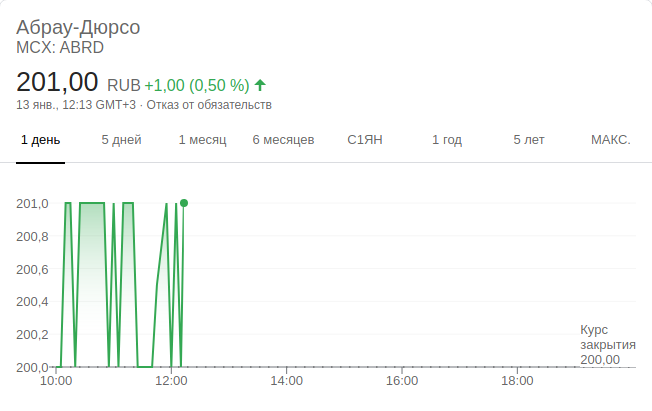 Абрау-Дюрсо
MCX: ABRD
201,00 RUB +1,00 (0,50 %)
13 янв., 12:13 GMT+3 · Отказ от обязательств
1 день 5 дней 1 месяц 6 месяцев С1ЯН 1 год 5 лет МАКС.
201,0
200,8
200,6
200,4
200,2
200,0
Курс
закрытия
200,00
10:00 12:00 14:00 16:00 18:00